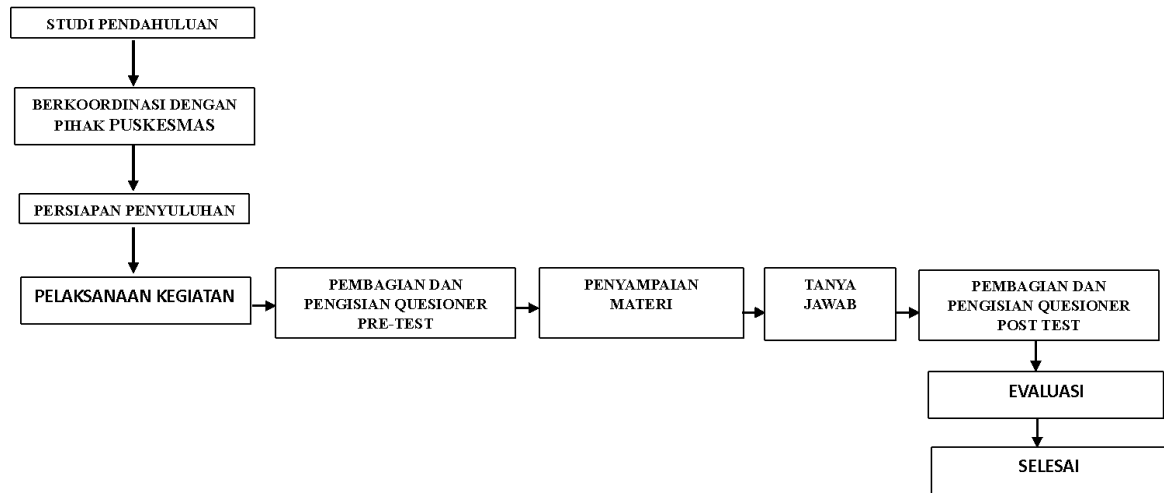 STUDI PENDAHULUAN
BERKOORDINASI DENGAN
PIHAK PUSKESMAS
PERSIAPAN PENYULUHAN
PELAKSANAAN KEGIATAN
PEMBAGIAN DAN
PENGISIAN QUESIONER
PRE-TEST
PENYAMPAIAN
MATERI
TANYA
JAWAB
PEMBAGIAN DAN
PENGISIAN QUESIONER
POST TEST
EVALUASI
SELESAI